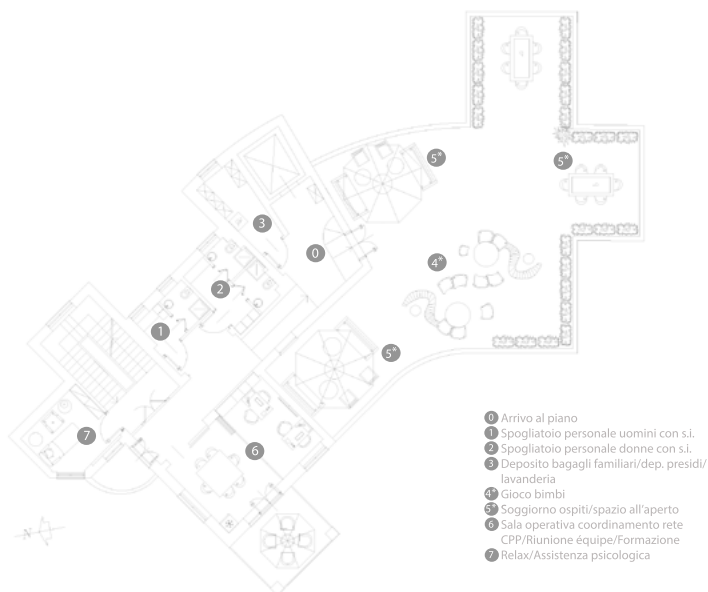 5*
5*
3
0
4*
2
1
5*
7
6
N
0 Arrivo al piano
1 Spogliatoio personale uomini con s.i.
2 Spogliatoio personale donne con s.i.
3 Deposito bagagli familiari/dep. presidi/
lavanderia
4* Gioco bimbi
5* Soggiorno ospiti/spazio all'aperto
6 Sala operativa coordinamento rete
CPP/Riunione équipe/Formazione
7 Relax/Assistenza psicologica